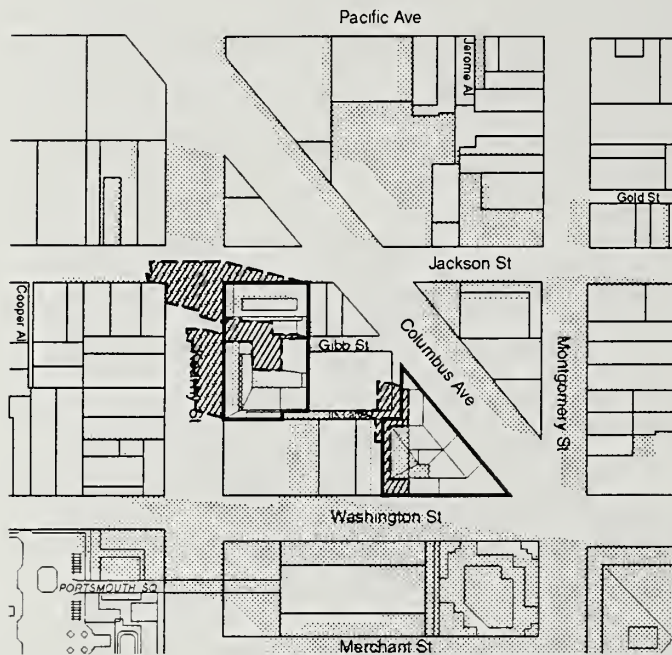 Pacific Ave
Jerome Al
Gold St
Jackson St
Cooper Al
Gibb St
Columbus Ave
Kearny St
Montgomery St
Washington St
PORTSMOUTH SQ
Merchant St